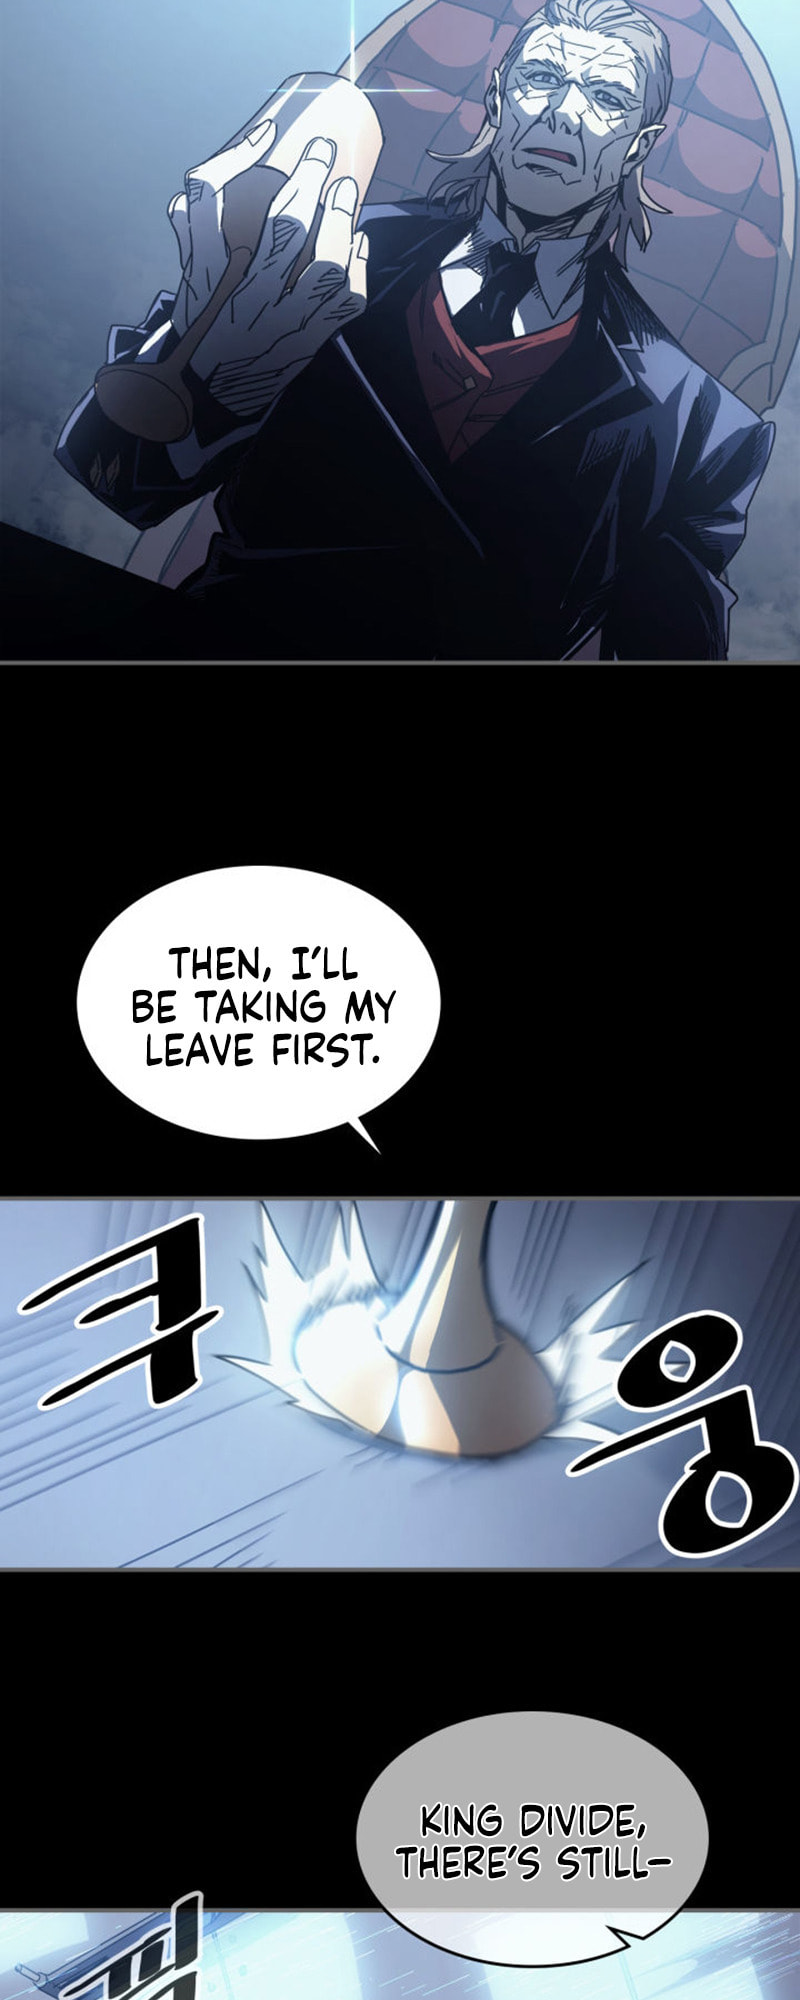 THEN, I'LL
BE TAKING MY
LEAVE FIRST.
쿠웅
KING DIVIDE,
THERE'S STILL-